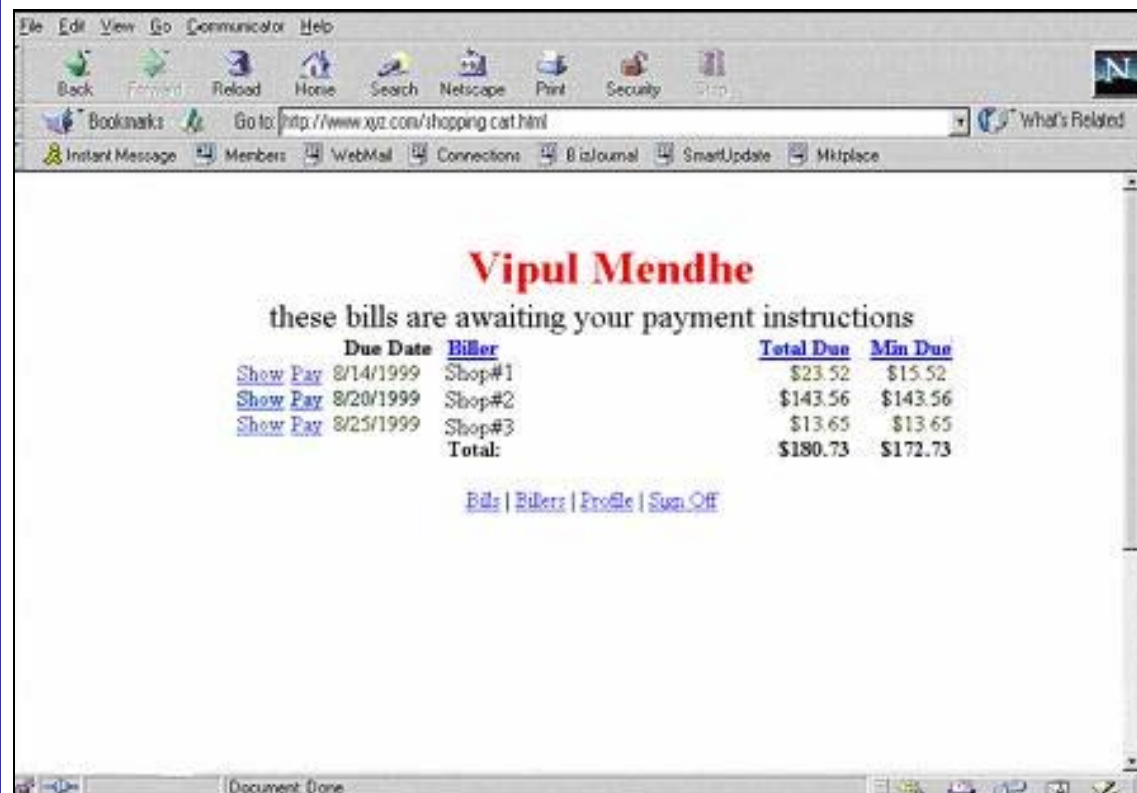 File Edit View Go Communicator Help
Back Forward Reload Home Search Netscape Print Security Stop
N
Bookmarks Go to: http://www.xyz.com/shopping cart.html What's Related
Instant Message Members WebMail Connections BizJournal SmartUpdate Mktplace
Vipul Mendhe
these bills are awaiting your payment instructions
Due Date Biller Total Due Min Due
Show Pay 8/14/1999 Shop#1 $23.52 $15.52
Show Pay 8/20/1999 Shop#2 $143.56 $143.56
Show Pay 8/25/1999 Shop#3 $13.65 $13.65
Total: $180.73 $172.73
Bills | Billers | Profile | Sign Off
Document: Done